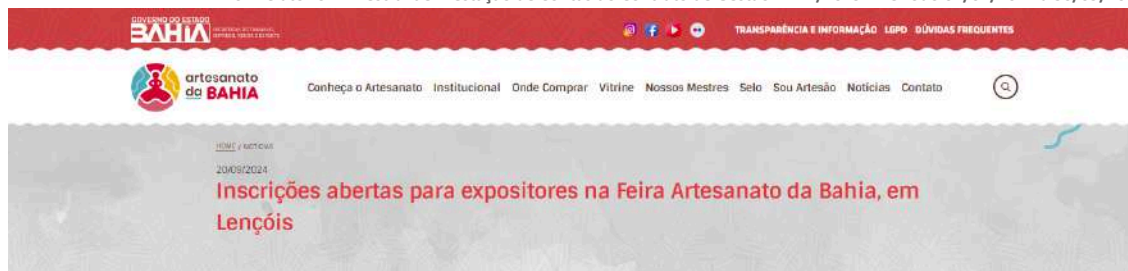 GOVERNO DO ESTADO
BAHIA
TRANSPARÊNCIA E INFORMAÇÃO LGPD DÚVIDAS FREQUENTES
artesanato
da BAHIA
Conheça o Artesanato Institucional Onde Comprar Vitrine Nossos Mestres Selo Sou Artesão Notícias Contato
HOME / NOTÍCIAS
20/09/2024
Inscrições abertas para expositores na Feira Artesanato da Bahia, em
Lençóis